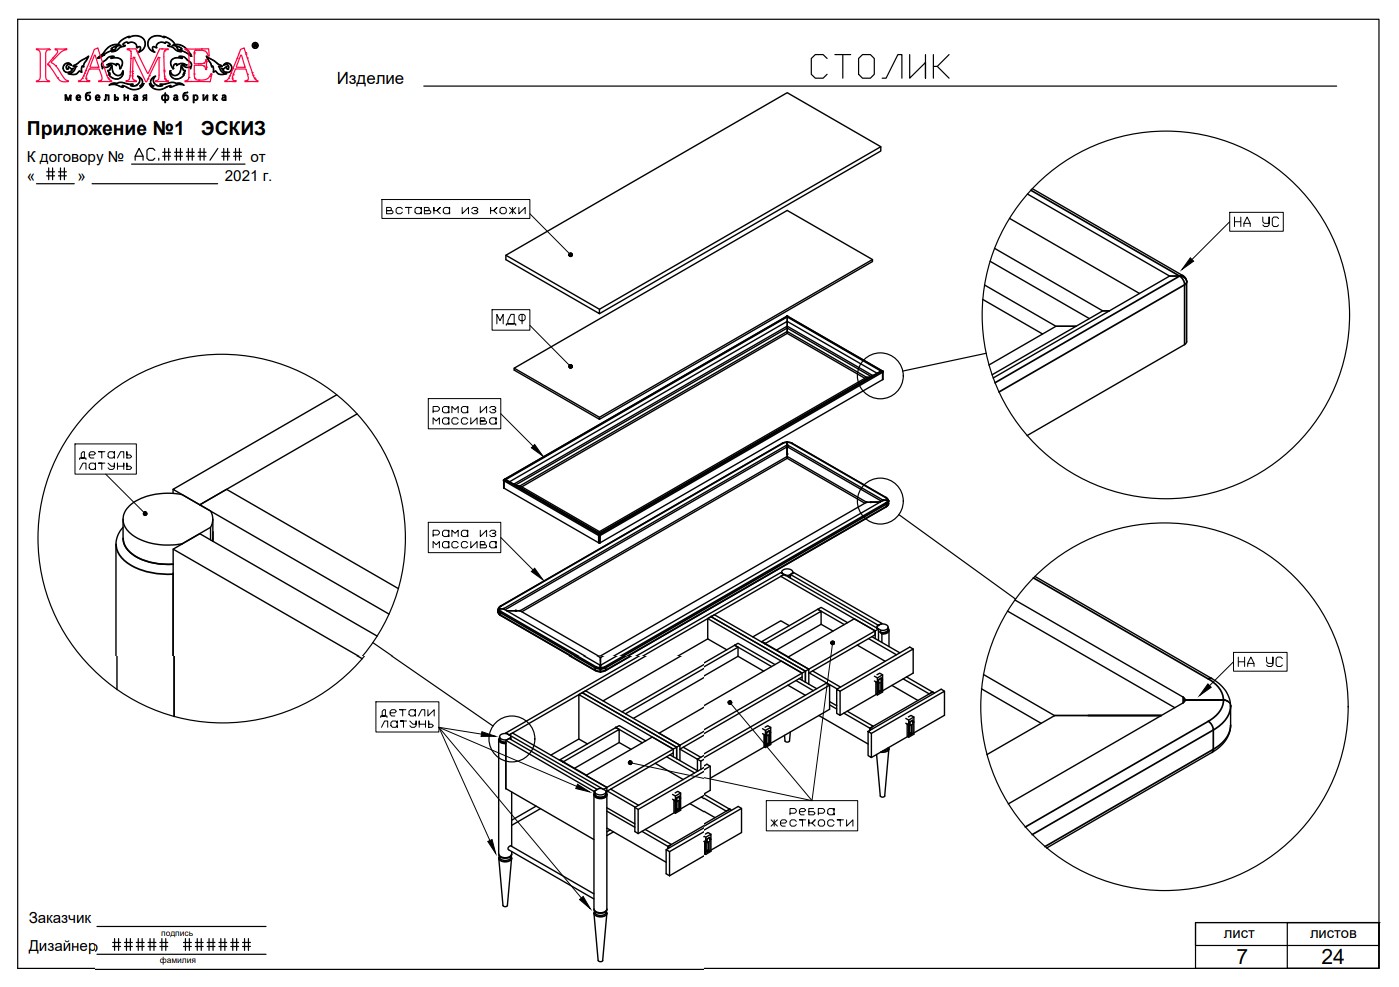 КАМЕА
мебельная фабрика
Изделие СТОЛИК
Приложение №1 ЭСКИЗ
К договору № АС.####/## от
« ## » 2021 г.
ВСТАВКА ИЗ КОЖИ
НА УС
МДФ
РАМА ИЗ
МАССИВА
ДЕТАЛЬ
ЛАТУНЬ
РАМА ИЗ
МАССИВА
НА УС
ДЕТАЛИ
ЛАТУНЬ
РЕБРА
ЖЕСТКОСТИ
Заказчик
подпись
Дизайнер ##### ######
фамилия
лист листов
7 24